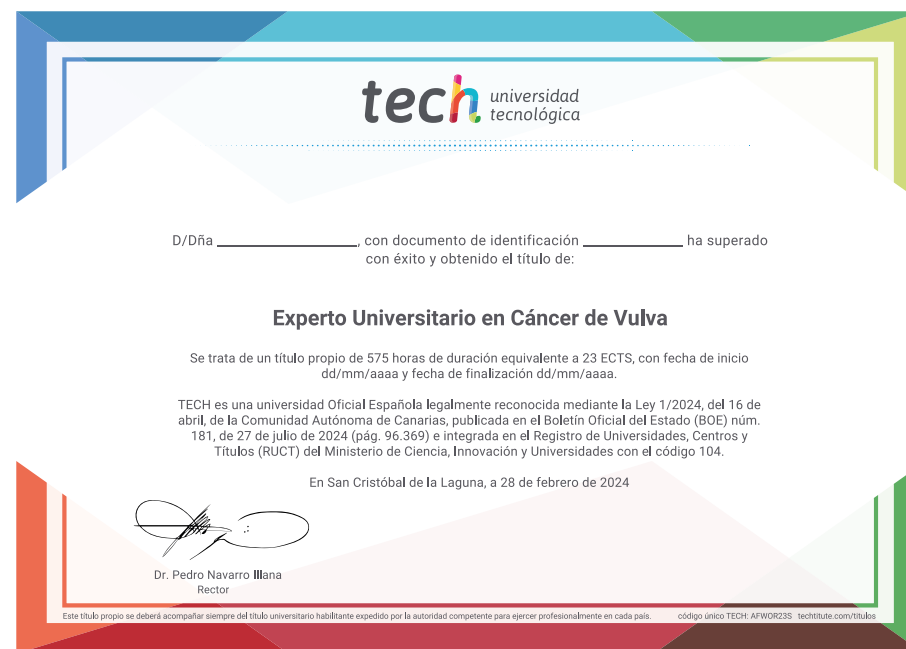 tech universidad
tecnológica
D/Dña ____________________, con documento de identificación ______________ ha superado
con éxito y obtenido el título de:
Experto Universitario en Cáncer de Vulva
Se trata de un título propio de 575 horas de duración equivalente a 23 ECTS, con fecha de inicio
dd/mm/aaaa y fecha de finalización dd/mm/aaaa.
TECH es una universidad Oficial Española legalmente reconocida mediante la Ley 1/2024, del 16 de
abril, de la Comunidad Autónoma de Canarias, publicada en el Boletín Oficial del Estado (BOE) núm.
181, de 27 de julio de 2024 (pág. 96.369) e integrada en el Registro de Universidades, Centros y
Títulos (RUCT) del Ministerio de Ciencia, Innovación y Universidades con el código 104.
En San Cristóbal de la Laguna, a 28 de febrero de 2024
Dr. Pedro Navarro Illana
Rector
Este título propio se deberá acompañar siempre del título universitario habilitante expedido por la autoridad competente para ejercer profesionalmente en cada país. código único TECH: AFWOR23S techtitute.com/titulos